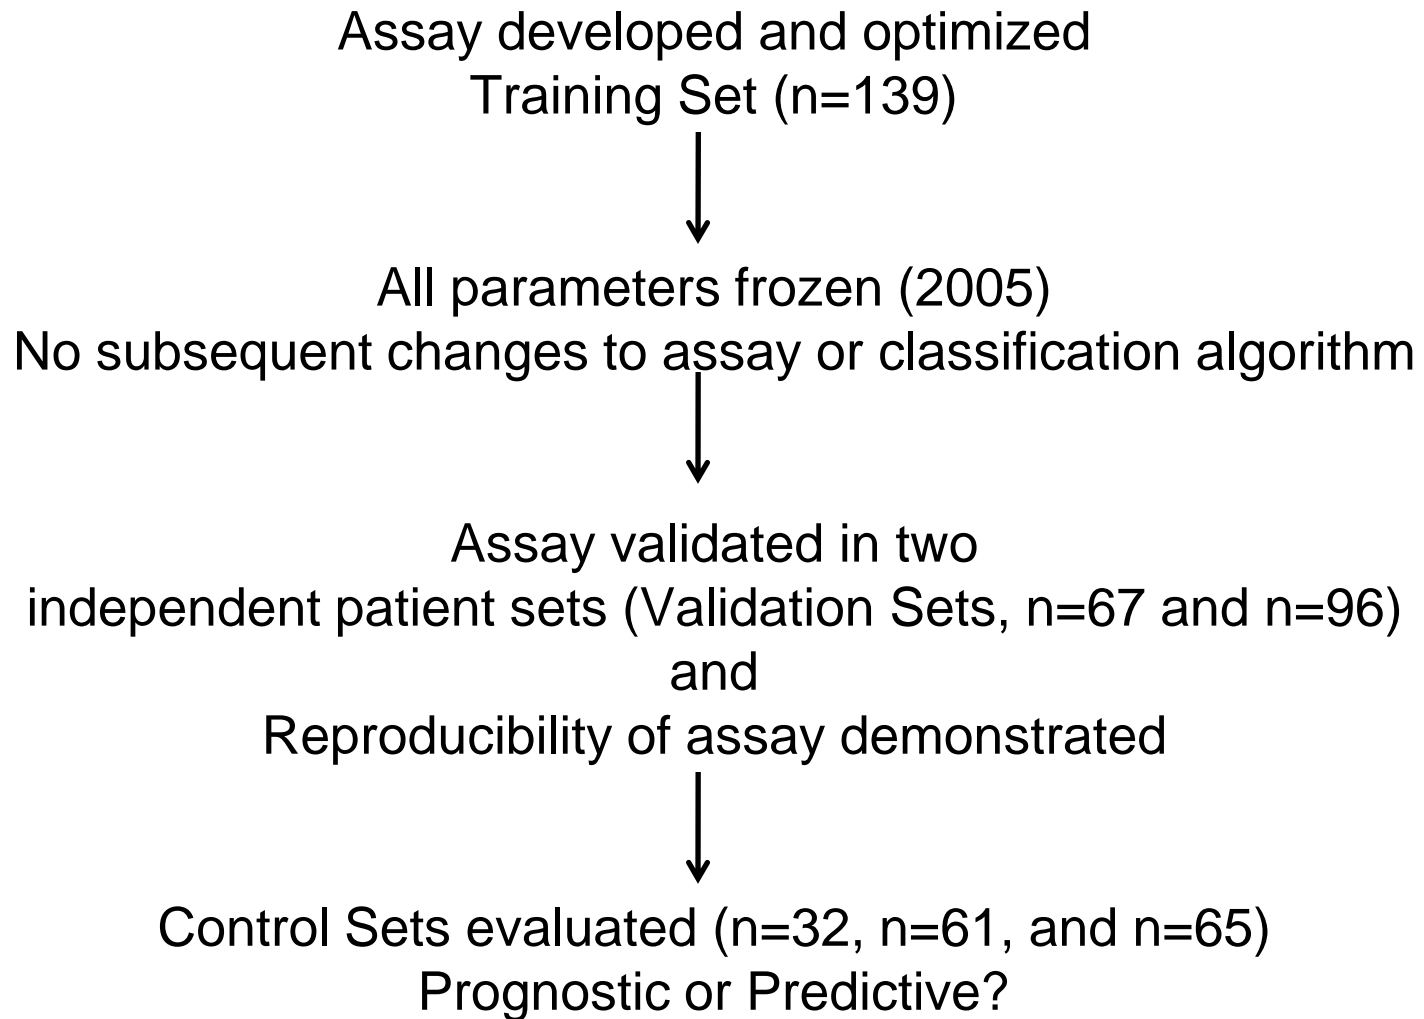 Assay developed and optimized
Training Set (n=139)
All parameters frozen (2005)
No subsequent changes to assay or classification algorithm
Assay validated in two
independent patient sets (Validation Sets, n=67 and n=96)
and
Reproducibility of assay demonstrated
Control Sets evaluated (n=32, n=61, and n=65)
Prognostic or Predictive?